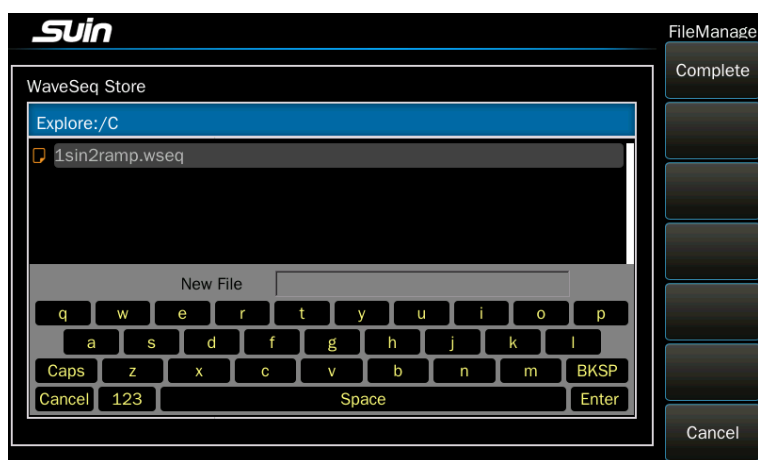 Suin
FileManage
Complete
WaveSeq Store
Explore:/C
1sin2ramp.wseq
New File
q w e r t y u i o p
a s d f g h j k l
Caps z x c v b n m BKSP
Cancel 123 Space Enter
Cancel